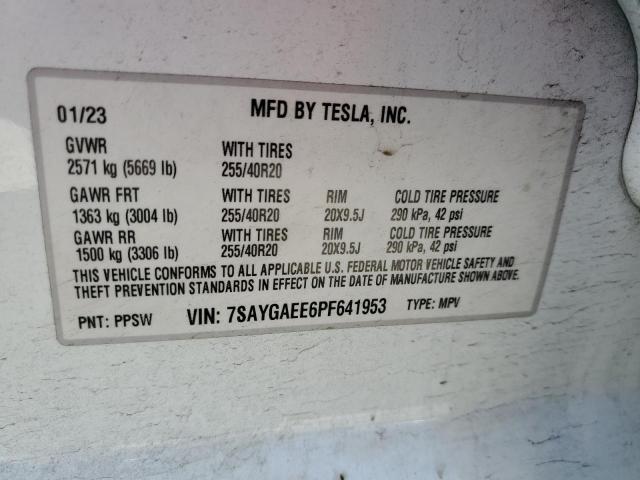 01/23 MFD BY TESLA, INC.
GVWR WITH TIRES
2571 kg (5669 lb) 255/40R20
GAWR FRT WITH TIRES RIM COLD TIRE PRESSURE
1363 kg (3004 lb) 255/40R20 20X9.5J 290 kPa, 42 psi
GAWR RR WITH TIRES RIM COLD TIRE PRESSURE
1500 kg (3306 lb) 255/40R20 20X9.5J 290 kPa, 42 psi
THIS VEHICLE CONFORMS TO ALL APPLICABLE U.S. FEDERAL MOTOR VEHICLE SAFETY AND
THEFT PREVENTION STANDARDS IN EFFECT ON THE DATE OF MANUFACTURE SHOWN ABOVE.
PNT: PPSW VIN: 7SAYGAEE6PF641953 TYPE: MPV